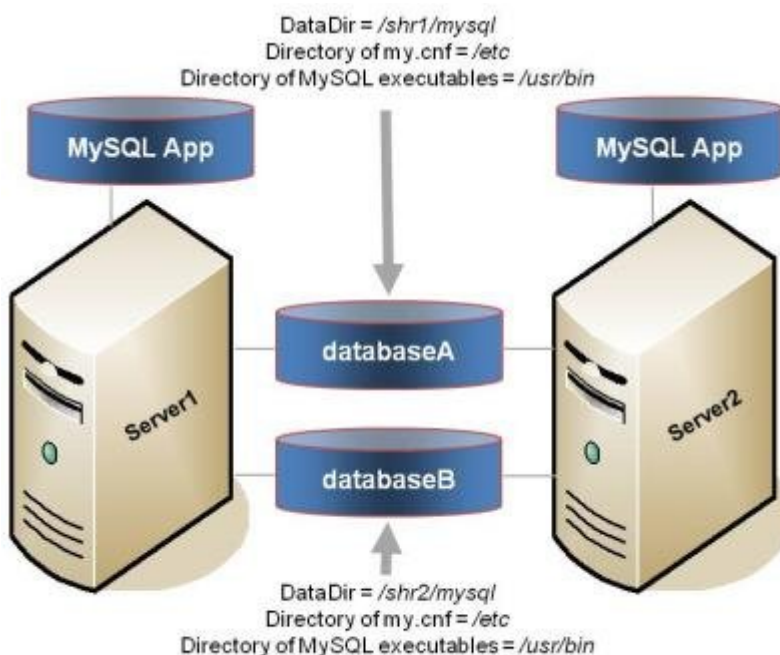 DataDir = /shr1/mysql
Directory of my.cnf = /etc
Directory of MySQL executables = /usr/bin
MySQL App
MySQL App
databaseA
Server1
Server2
databaseB
DataDir = /shr2/mysql
Directory of my.cnf = /etc
Directory of MySQL executables = /usr/bin